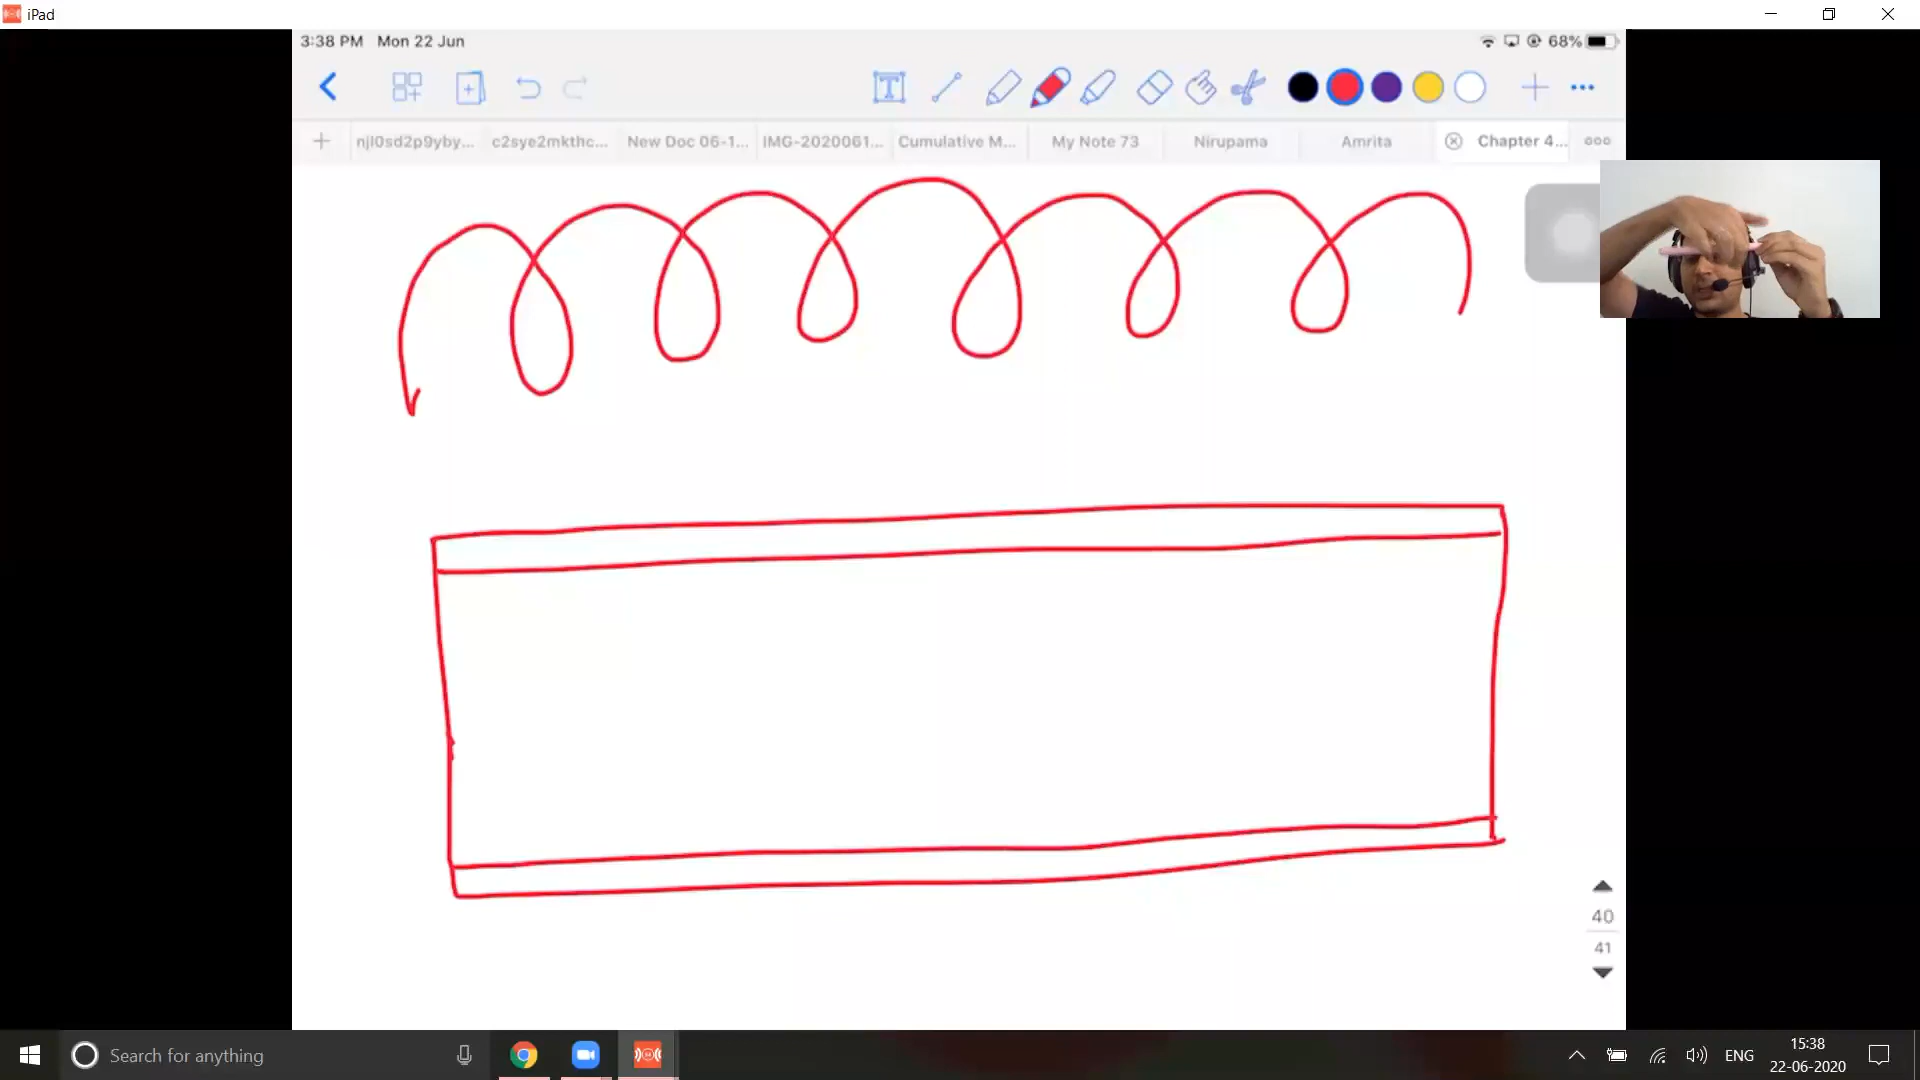 iPad
3:38 PM Mon 22 Jun
68%
njl0sd2p9yby... c2sye2mkthc... New Doc 06-1... IMG-2020061... Cumulative M... My Note 73 Nirupama Amrita Chapter 4...
40
41
Search for anything
ENG
15:38
22-06-2020